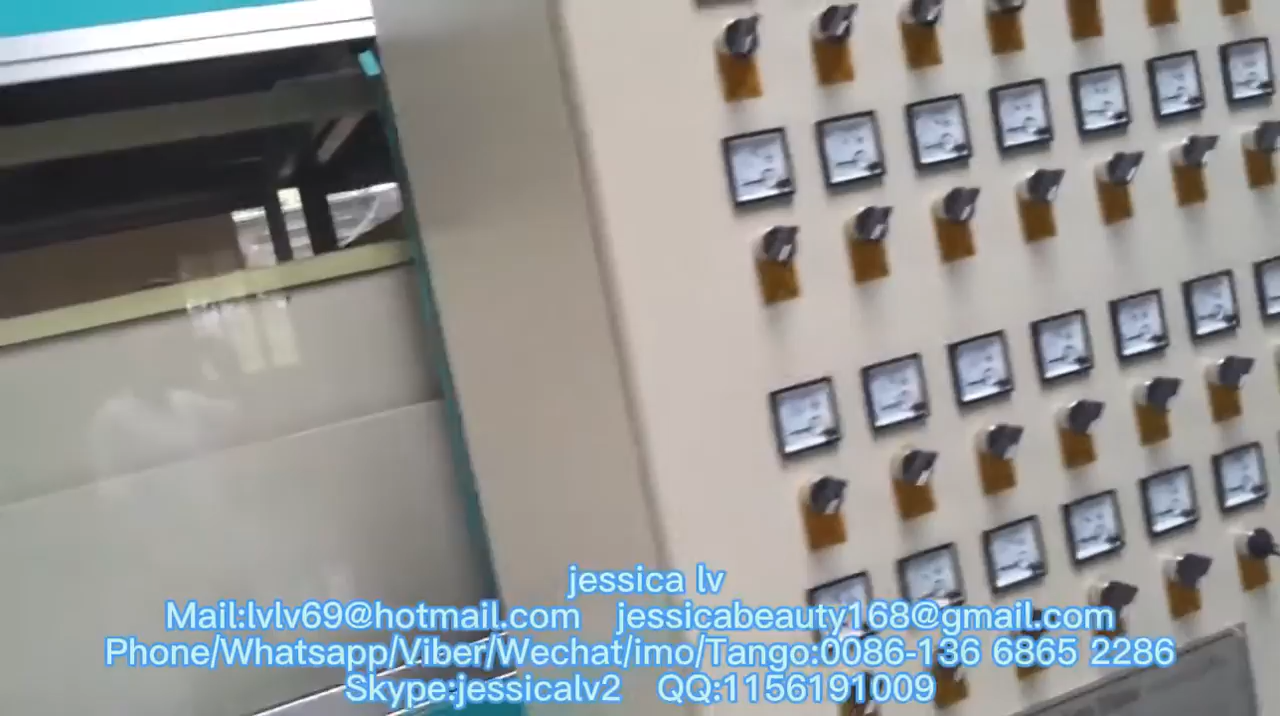 jessica lv
Mail:lvlv69@hotmail.com jessicabeauty168@gmail.com
Phone/Whatsapp/Viber/Wechat/imo/Tango:0086-136 6865 2286
Skype:jessicalv2 QQ:1156191009